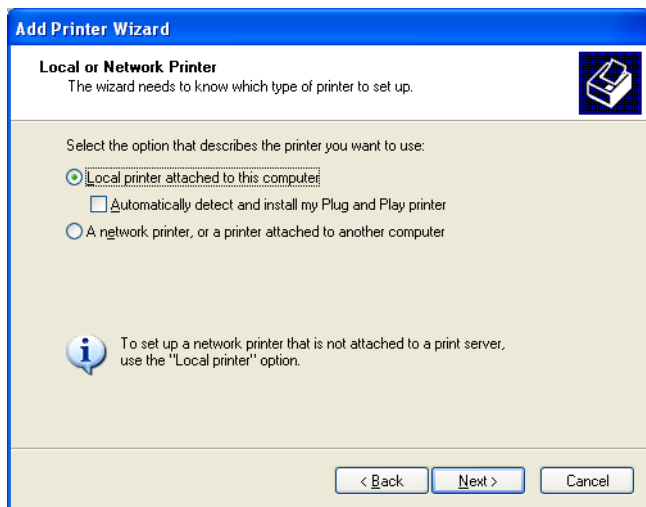 Add Printer Wizard
Local or Network Printer
The wizard needs to know which type of printer to set up.
Select the option that describes the printer you want to use:
Local printer attached to this computer
Automatically detect and install my Plug and Play printer
A network printer, or a printer attached to another computer
To set up a network printer that is not attached to a print server,
use the "Local printer" option.
< Back Next > Cancel